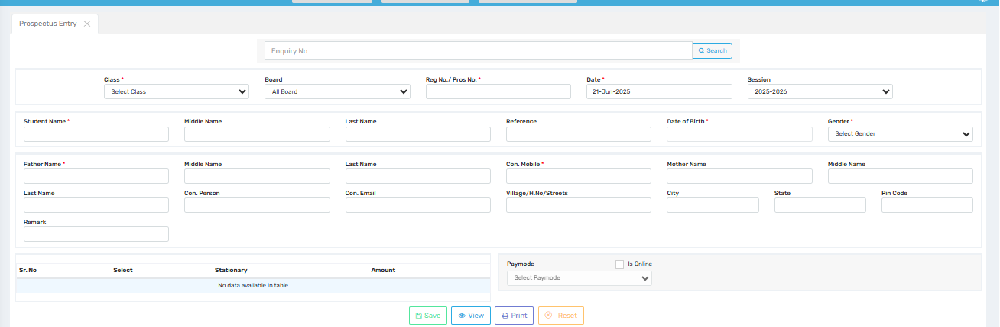 Prospectus Entry
Enquiry No. Search
Class * Board Reg No./ Pros No. * Date * Session
Select Class All Board 21-Jun-2025 2025-2026
Student Name * Middle Name Last Name Reference Date of Birth * Gender *
Select Gender
Father Name * Middle Name Last Name Con. Mobile * Mother Name Middle Name
Last Name Con. Person Con. Email Village/H.No/Streets City State Pin Code
Remark
Paymode Is Online
Sr. No Select Stationary Amount
Select Paymode
No data available in table
Save View Print Reset